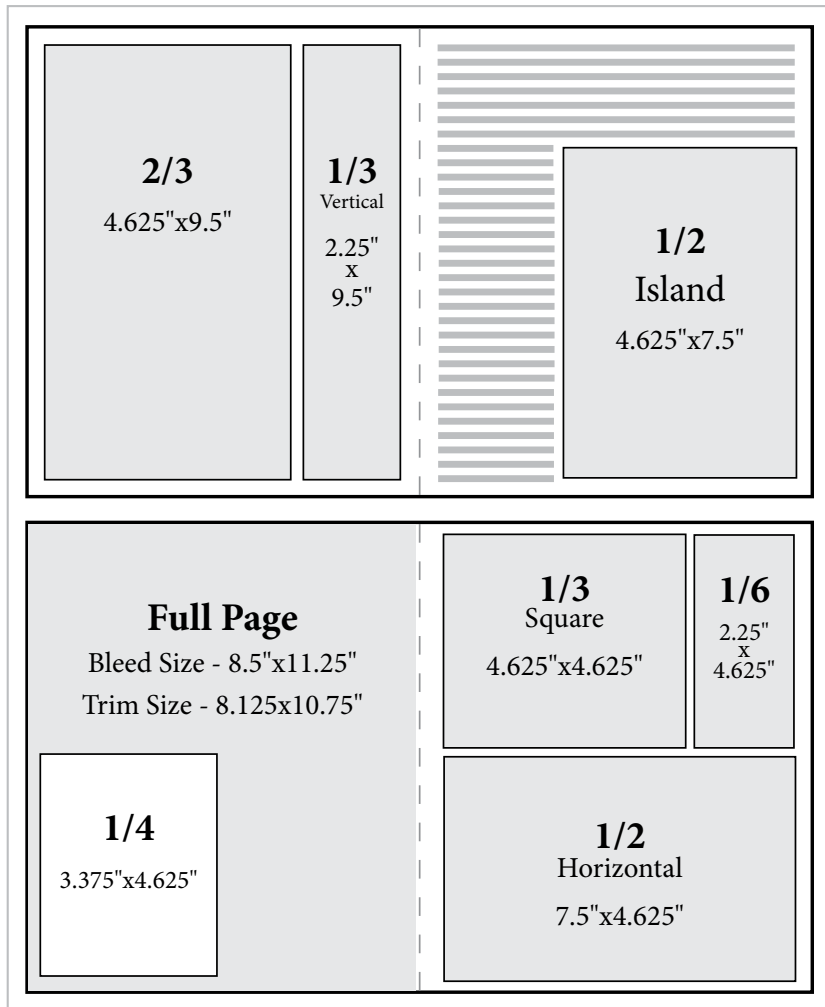 2/3
4.625"x9.5"
1/3
Vertical
2.25"
x
9.5"
1/2
Island
4.625"x7.5"
Full Page
Bleed Size - 8.5"x11.25"
Trim Size - 8.125x10.75"
1/4
3.375"x4.625"
1/3
Square
4.625"x4.625"
1/6
2.25"
x
4.625"
1/2
Horizontal
7.5"x4.625"